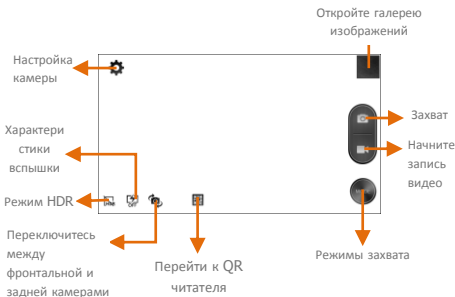 Откройте галерею
изображений
Настройка
камеры
Захват
Начните
запись
видео
Характери
стики
вспышки
Режим HDR
OFF
Переключитесь
между
фронтальной и
задней камерами
Перейти к QR
читателя
Режимы захвата